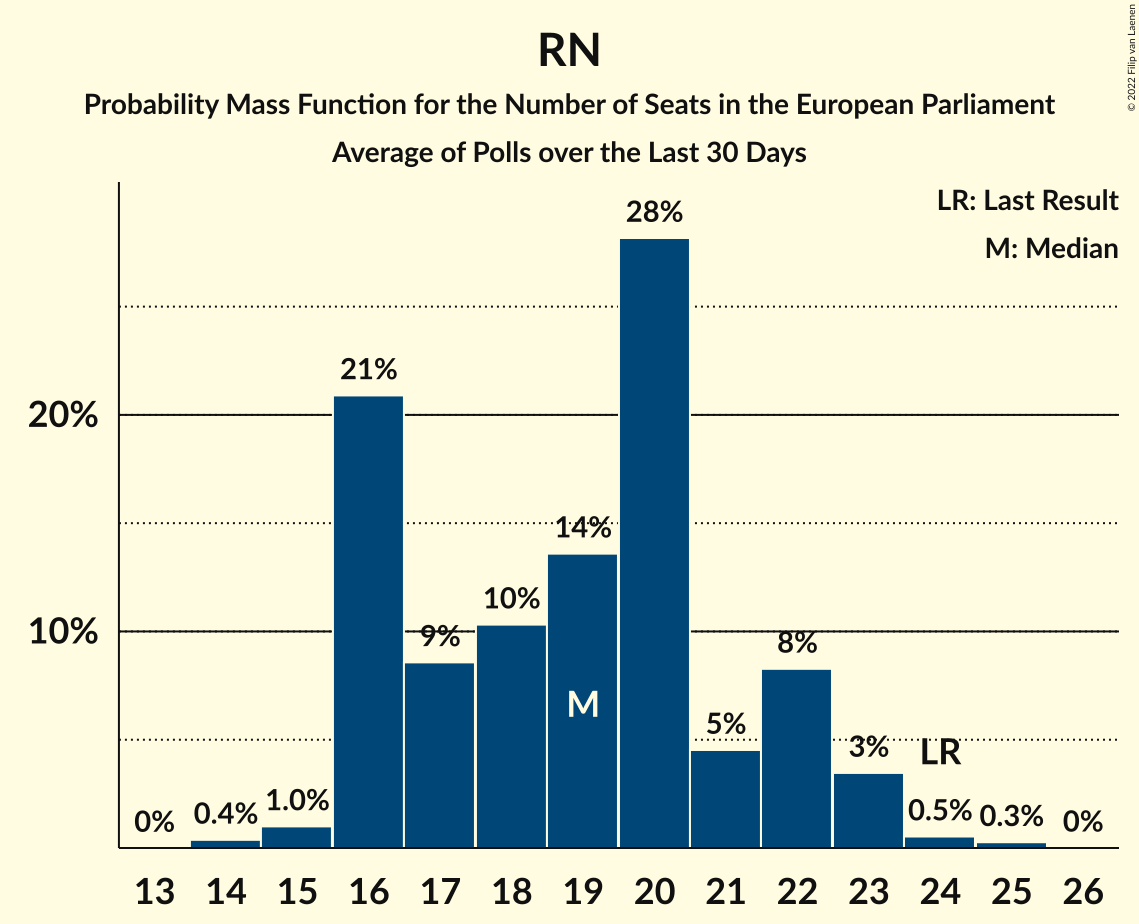 RN
Probability Mass Function for the Number of Seats in the European Parliament
Average of Polls over the Last 30 Days
© 2022 Filip van Laenen
LR: Last Result
M: Median
28%
21%
20%
14%
10%
9%
10%
8%
M
5%
3%
LR
0%
0.4%
1.0%
0.5%
0.3%
0%
13 14 15 16 17 18 19 20 21 22 23 24 25 26